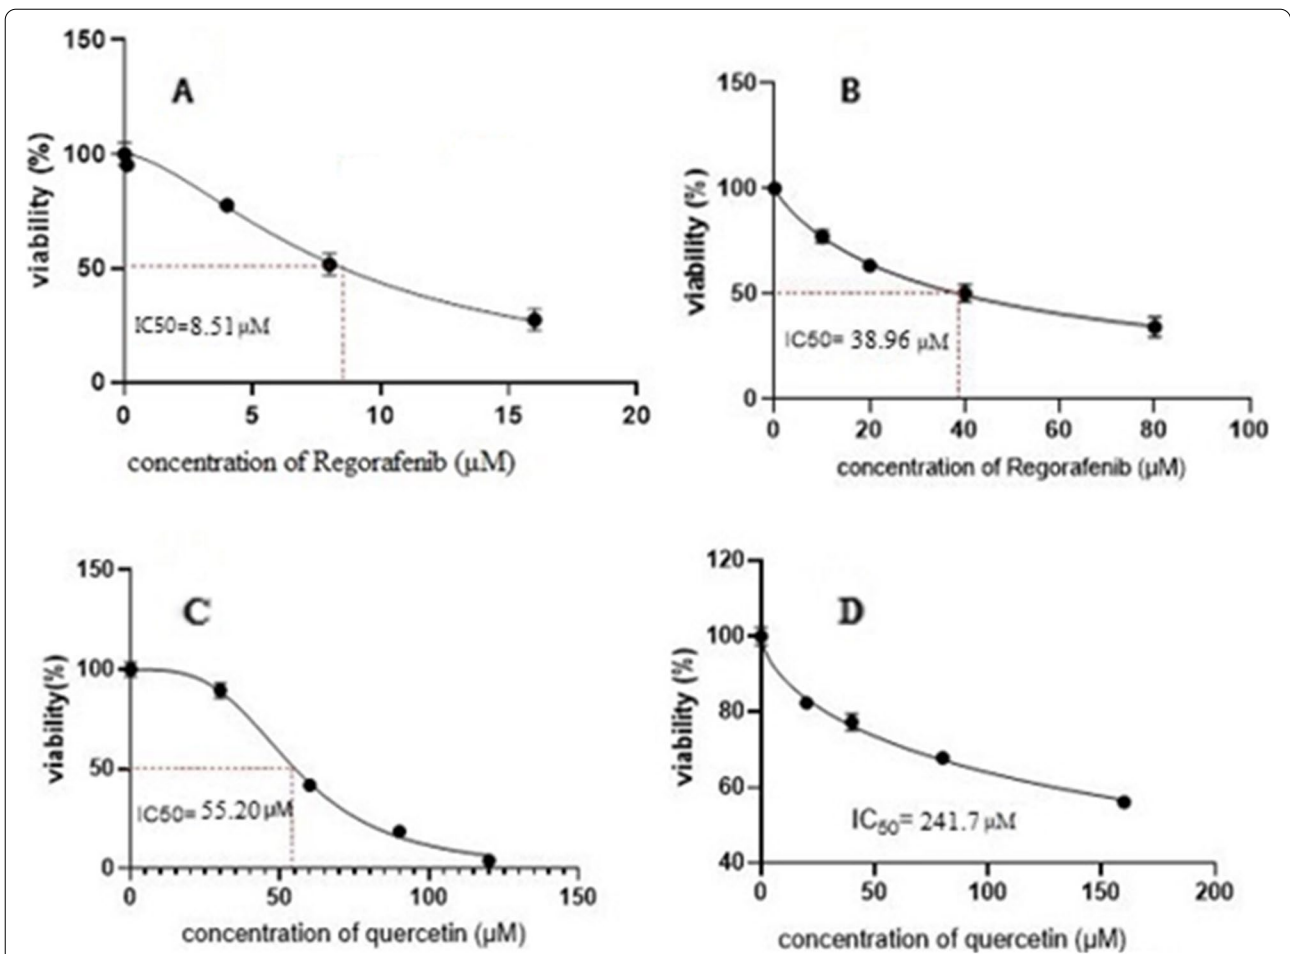 A
150
100
50
0
viability (%)
IC50=8.51 µM
0 5 10 15 20
concentration of Regorafenib (µM)
B
150
100
50
0
viability (%)
IC50= 38.96 µM
0 20 40 60 80 100
concentration of Regorafenib (µM)
C
150
100
50
0
viability(%)
IC50= 55.20 µM
0 50 100 150
concentration of quercetin (µM)
D
120
100
80
60
40
viability (%)
IC50= 241.7 µM
0 50 100 150 200
concentration of quercetin (µM)